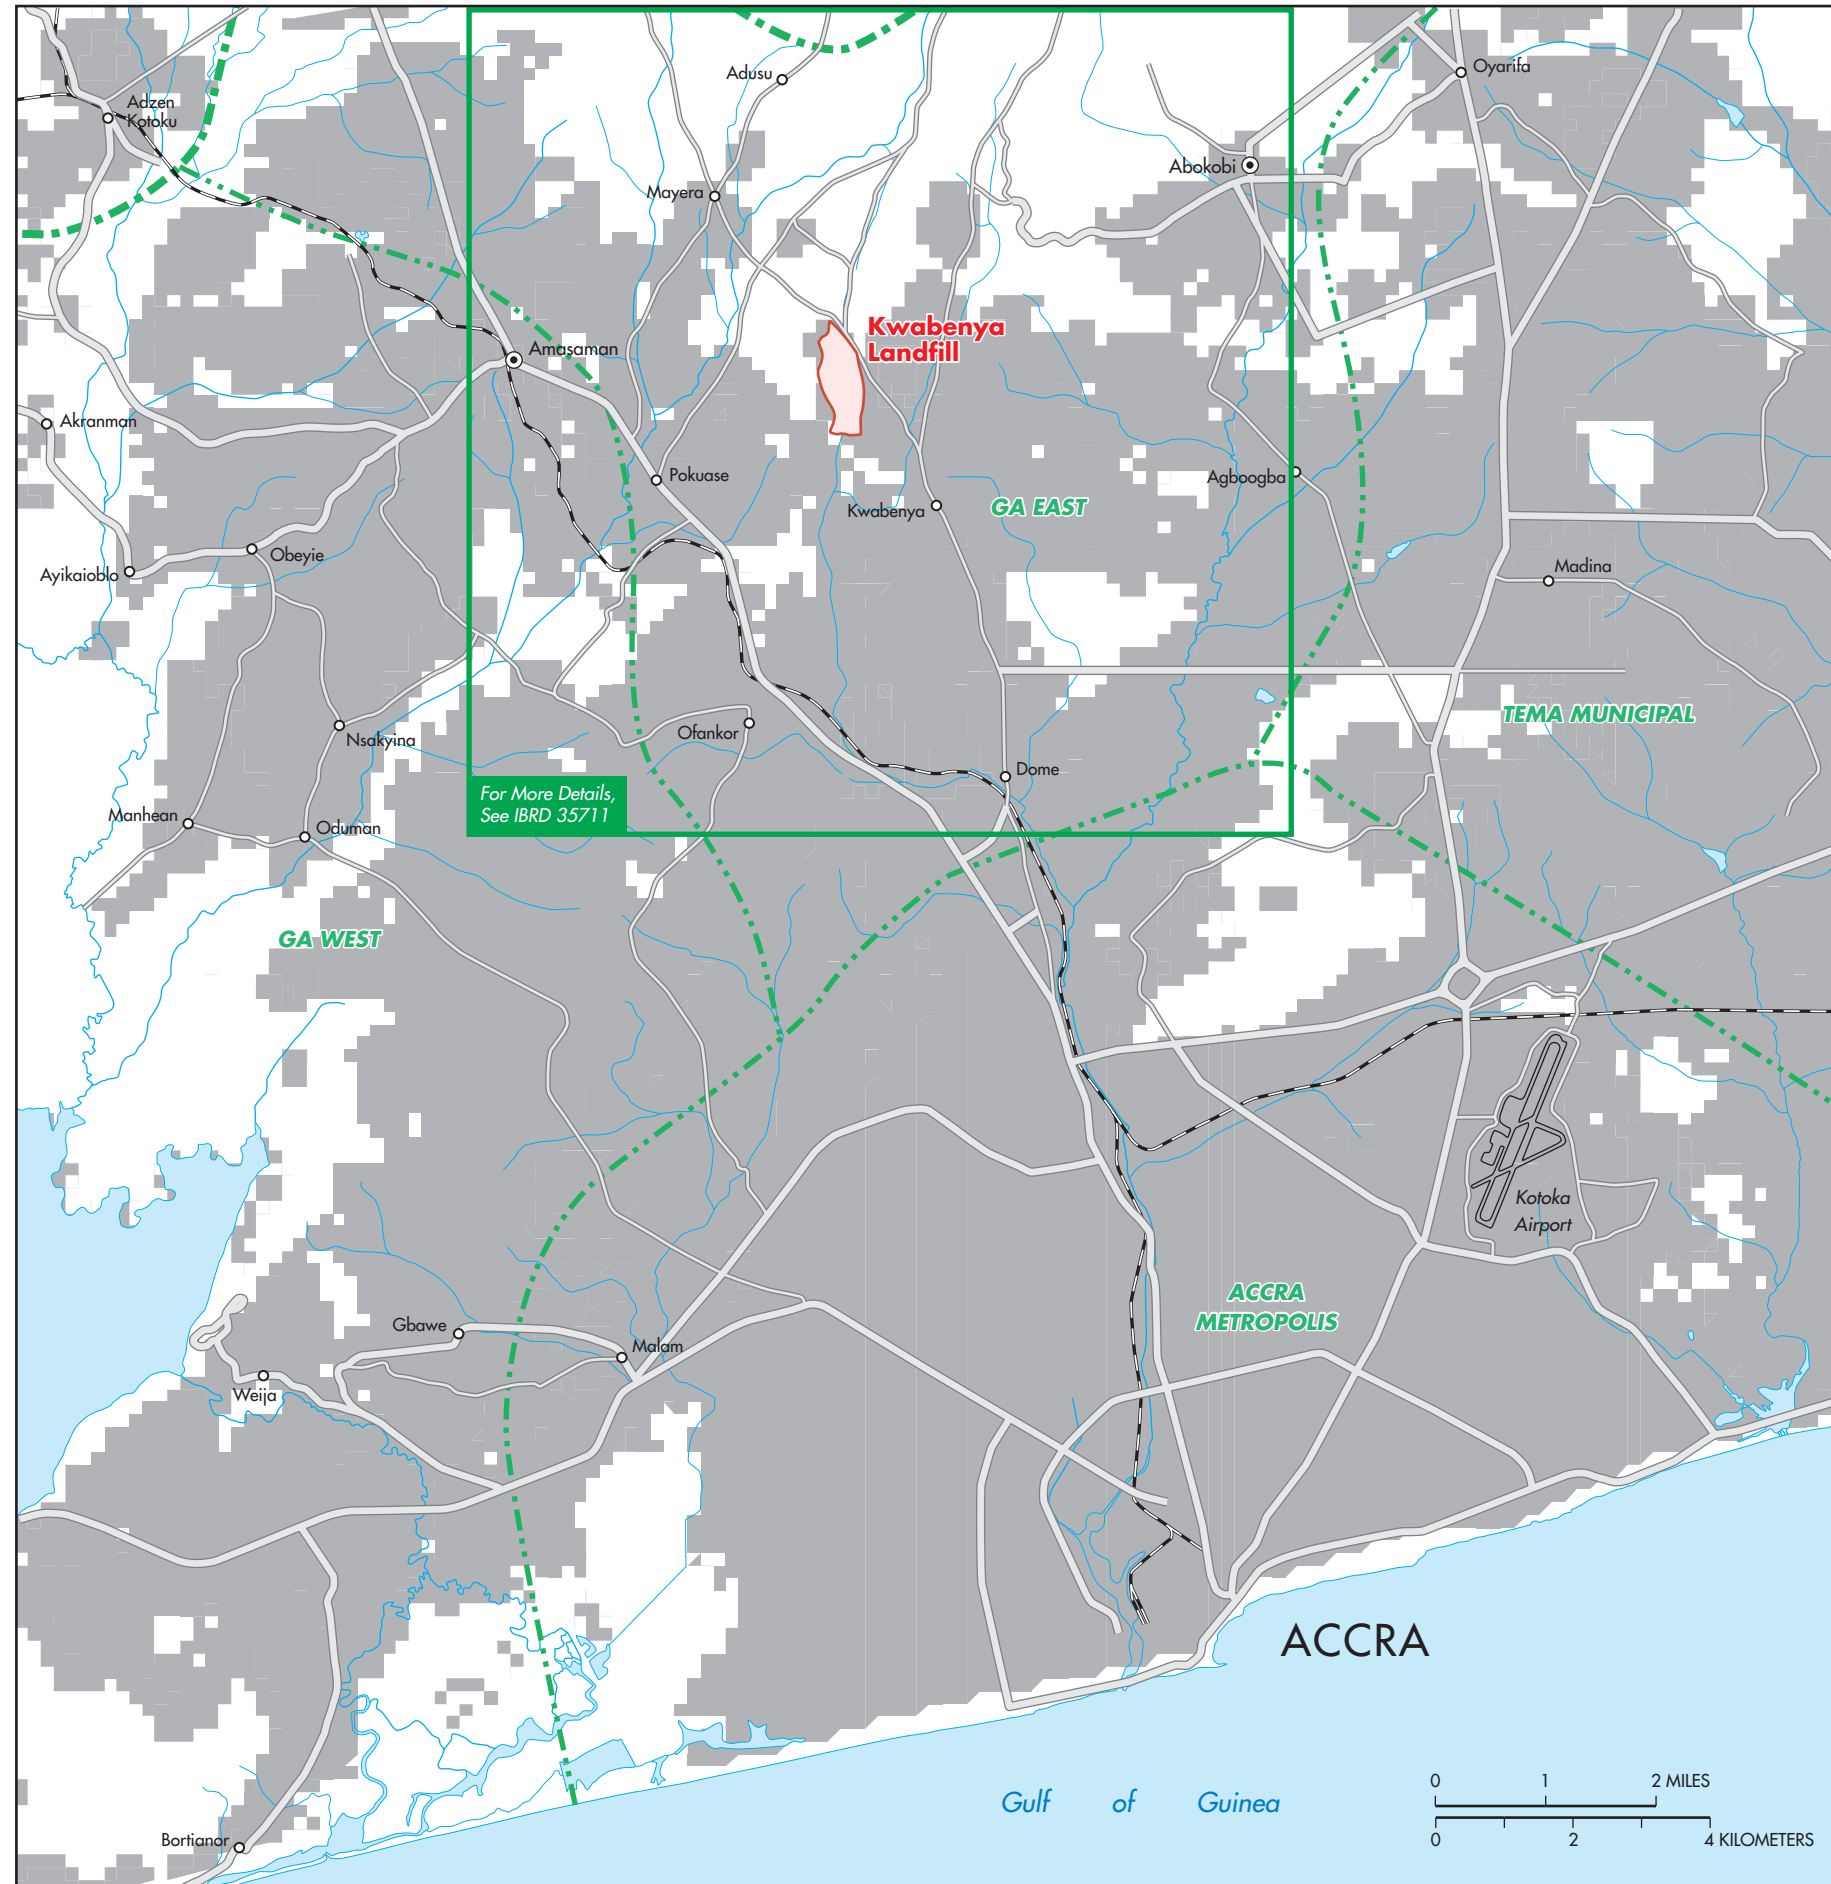 Adusu
Oyarifa
Adzen
Kotoku
Abokobi
Mayera
Kwabenya
Landfill
Amasaman
Akranman
Pokuase
Agboogba
Kwabenya
GA EAST
Obeyie
Ayikaioblo
Madina
TEMA MUNICIPAL
Ofankor
Nsakyina
Dome
For More Details,
See IBRD 35711
Manhean
Oduman
GA WEST
Kotoka
Airport
ACCRA
METROPOLIS
Gbawe
Malam
Weija
ACCRA
Gulf of Guinea
0 1 2 MILES
0 2 4 KILOMETERS
Bortianor